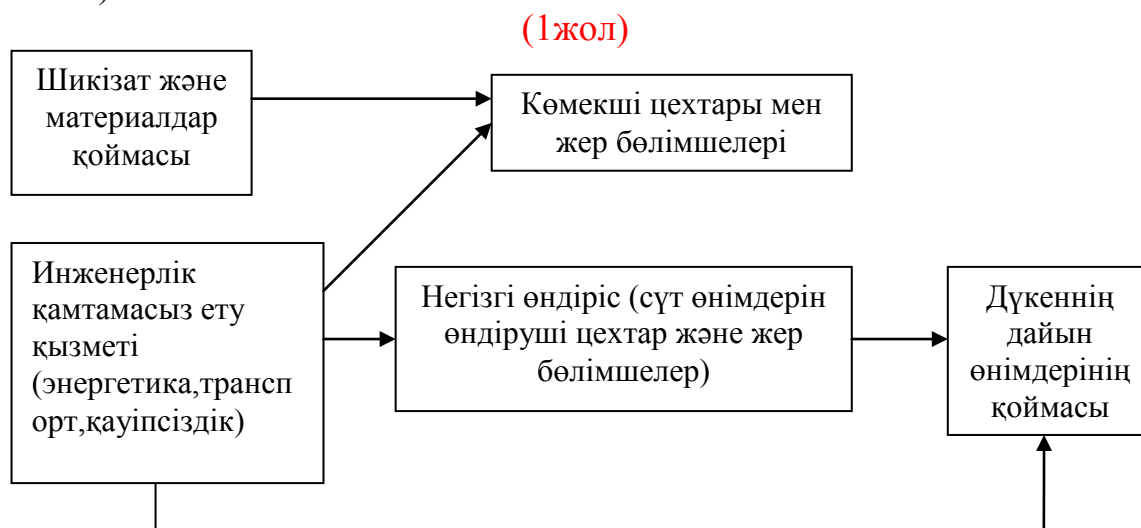 )
(1жол)
Шикізат және
материалдар
қоймасы
Көмекші цехтары мен
жер бөлімшелері
Инженерлік
қамтамасыз ету
қызметі
(энергетика,трансп
орт,қауіпсіздік)
Негізгі өндіріс (сүт өнімдерін
өндіруші цехтар және жер
бөлімшелер)
Дүкеннің
дайын
өнімдерінің
қоймасы